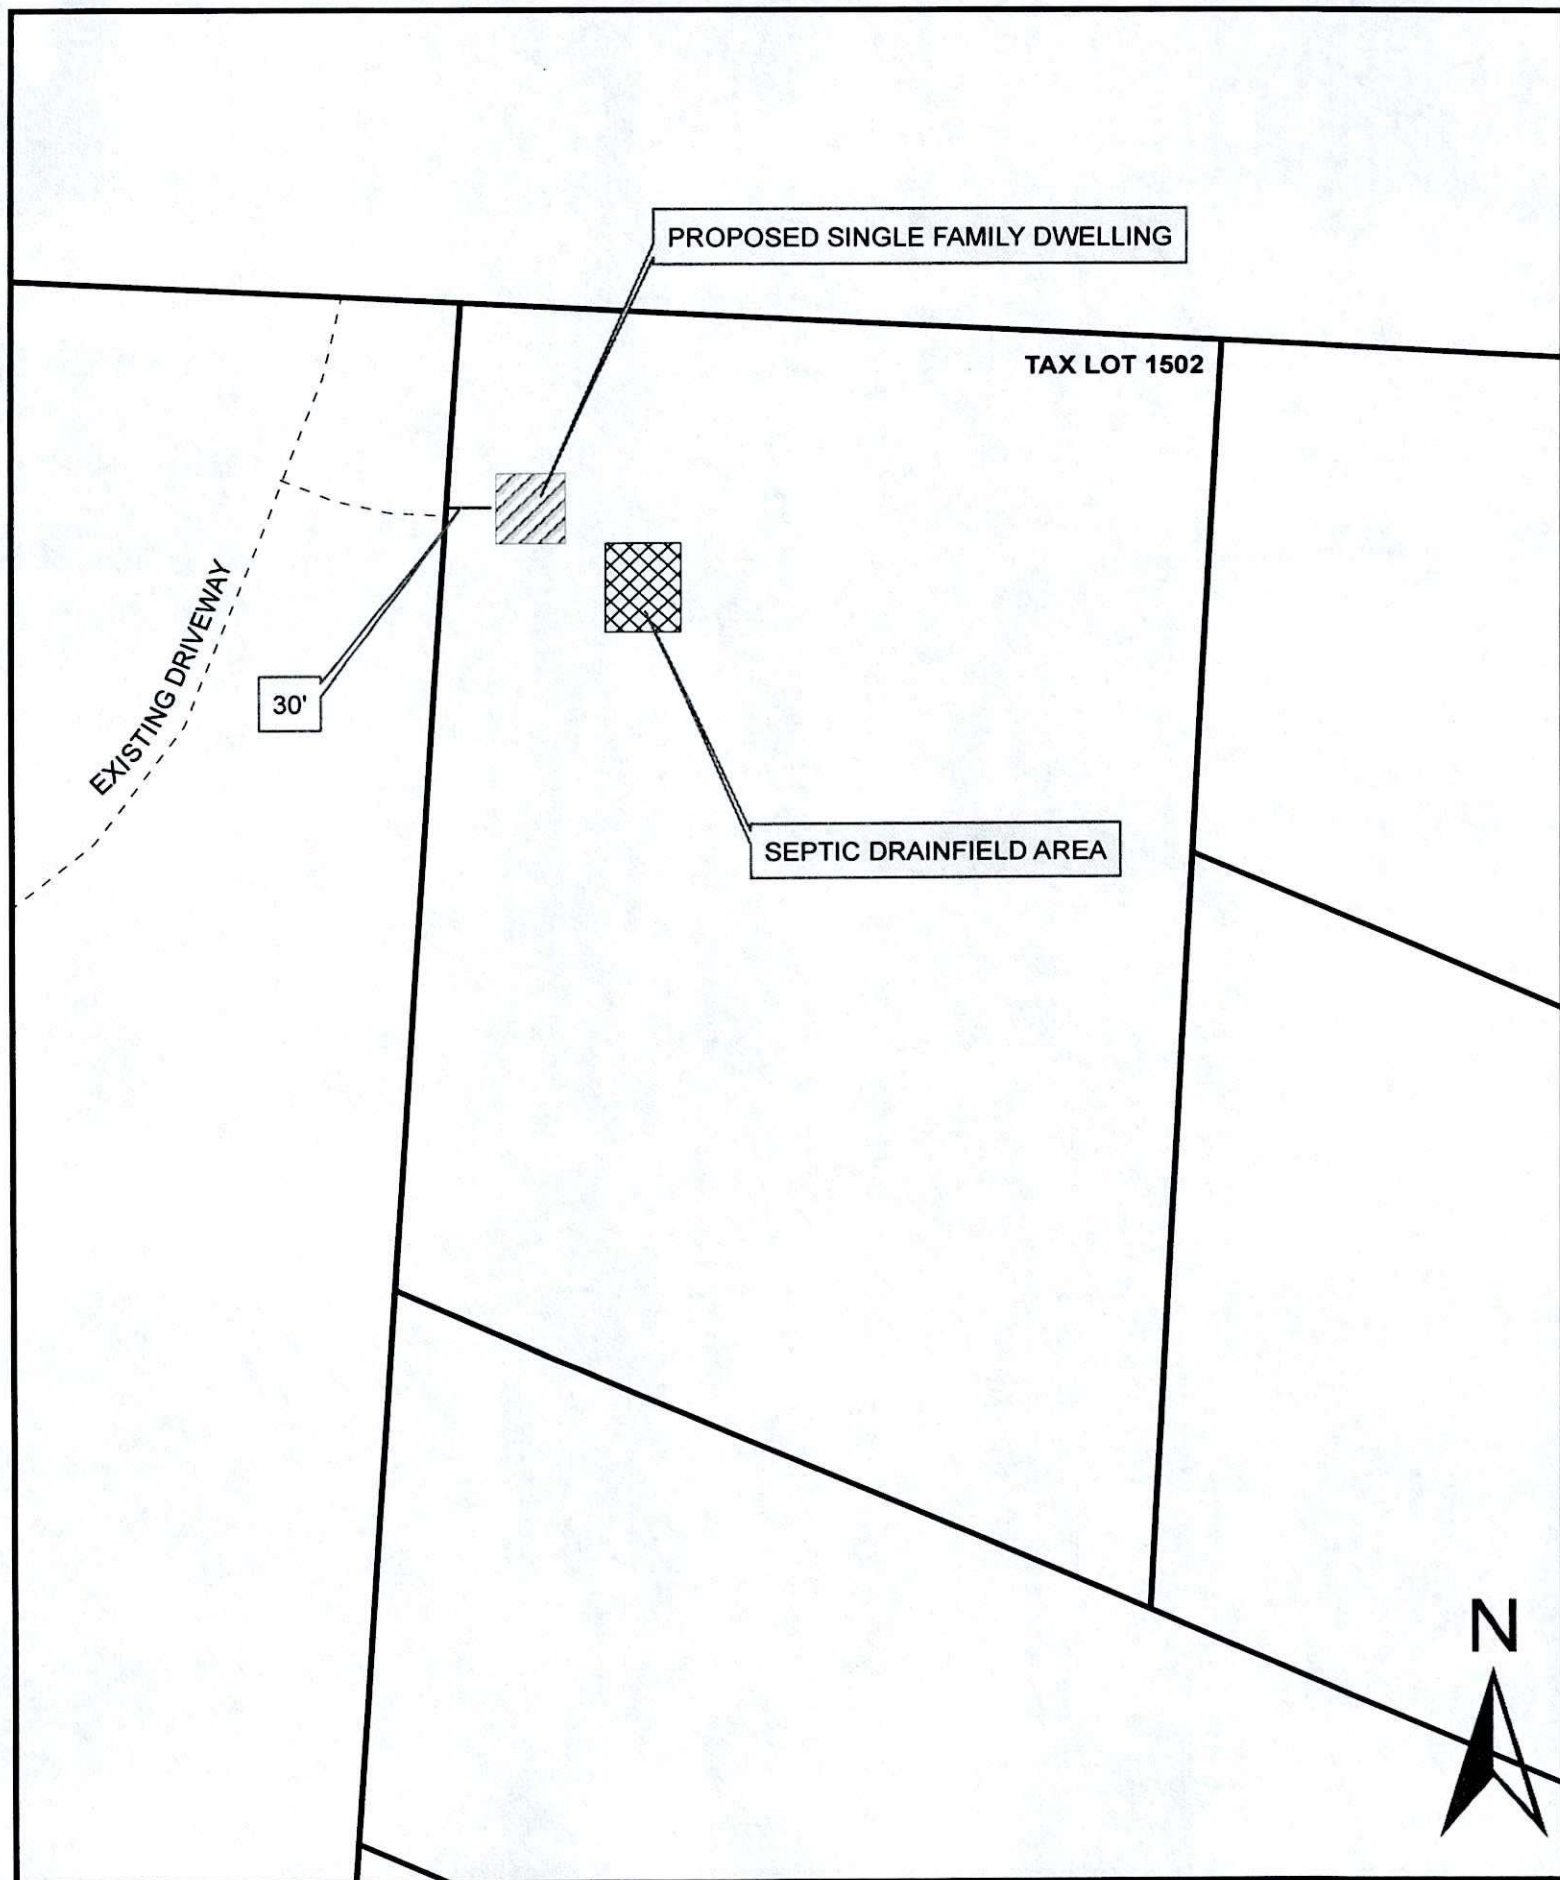 PROPOSED SINGLE FAMILY DWELLING
TAX LOT 1502
EXISTING DRIVEWAY
30'
SEPTIC DRAINFIELD AREA
N